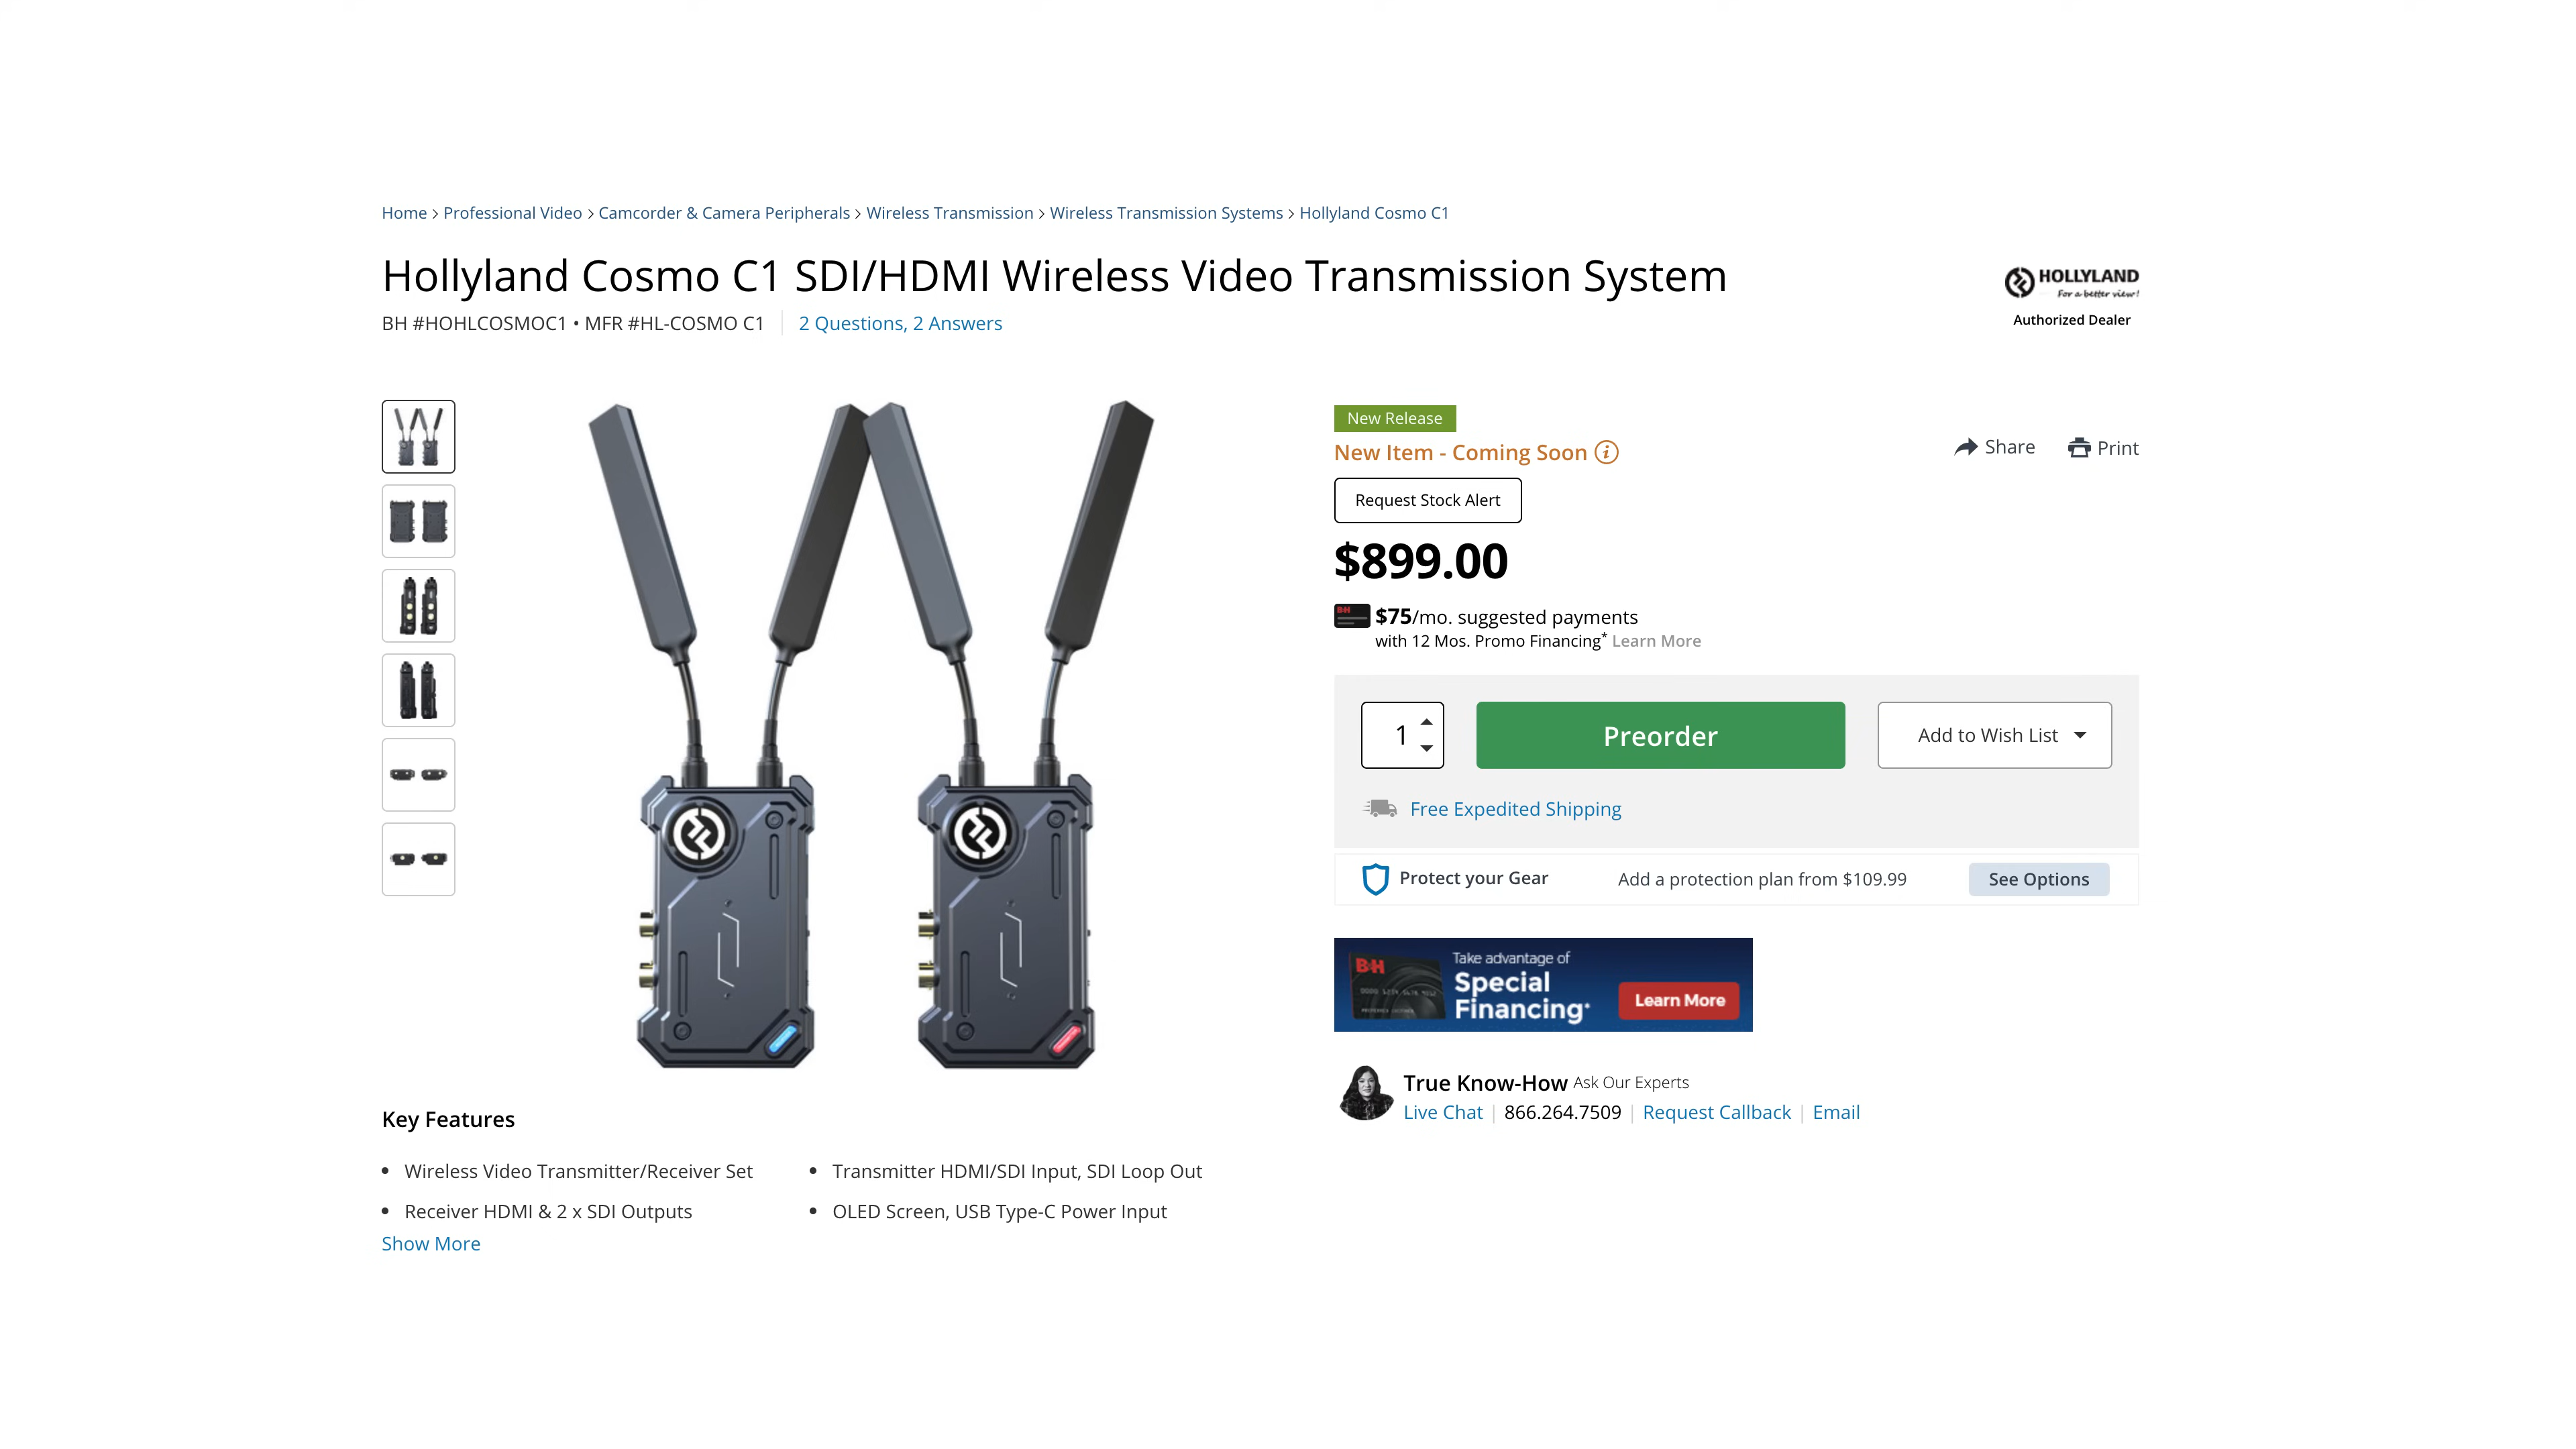 Home > Professional Video > Camcorder & Camera Peripherals > Wireless Transmission > Wireless Transmission Systems > Hollyland Cosmo C1
Hollyland Cosmo C1 SDI/HDMI Wireless Video Transmission System
BH #HOHLCOSMOC1 • MFR #HL-COSMO C1
2 Questions, 2 Answers
HOLLYLAND
For a better view!
Authorized Dealer
New Release
New Item - Coming Soon
Share
Print
Request Stock Alert
$899.00
BH
$75/mo. suggested payments
with 12 Mos. Promo Financing* Learn More
1
Preorder
Add to Wish List
Free Expedited Shipping
Protect your Gear
Add a protection plan from $109.99
See Options
B&H
Take advantage of
Special
Financing*
Learn More
True Know-How Ask Our Experts
Live Chat | 866.264.7509 | Request Callback | Email
Key Features
• Wireless Video Transmitter/Receiver Set
• Transmitter HDMI/SDI Input, SDI Loop Out
• Receiver HDMI & 2 x SDI Outputs
• OLED Screen, USB Type-C Power Input
Show More